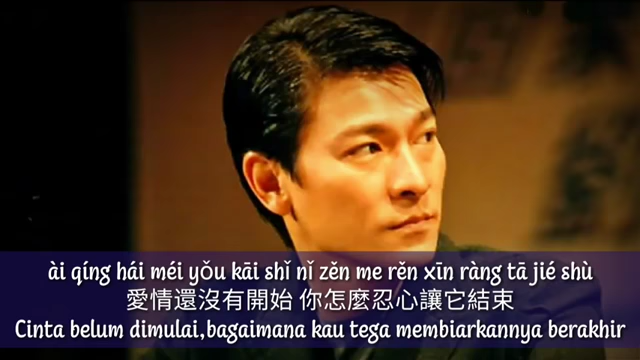 ài qíng hái méi yǒu kāi shǐ nǐ zěn me rěn xīn ràng tā jié shù
愛情還沒有開始 你怎麼忍心讓它結束
Cinta belum dimulai,bagaimana kau tega membiarkannya berakhir